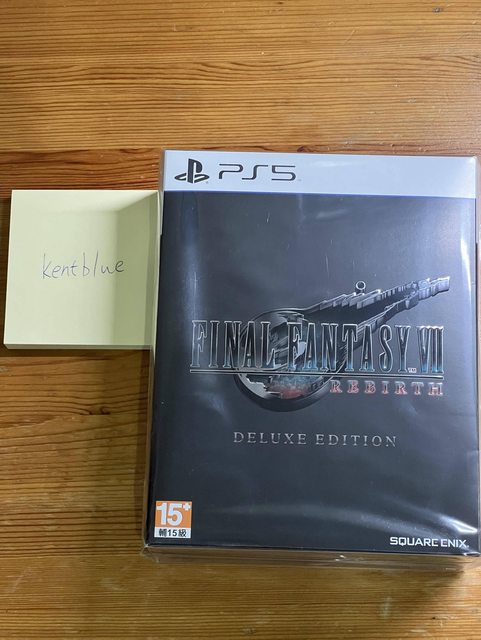 PS5
kentblue
FINAL FANTASY VII
REBIRTH
DELUXE EDITION
15+
輔15級
SQUARE ENIX